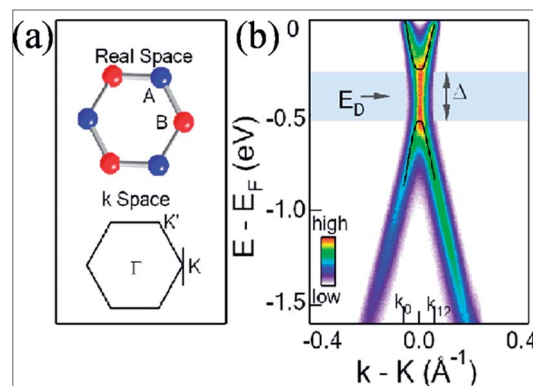 (a)
Real Space
A
B
k Space
K'
Γ
K
(b)
E - E_F (eV)
-0.5
-1.0
-1.5
E_D
Δ
high
low
k_0
k_12
-0.4
0.0
0.4
k - K (Å⁻¹)